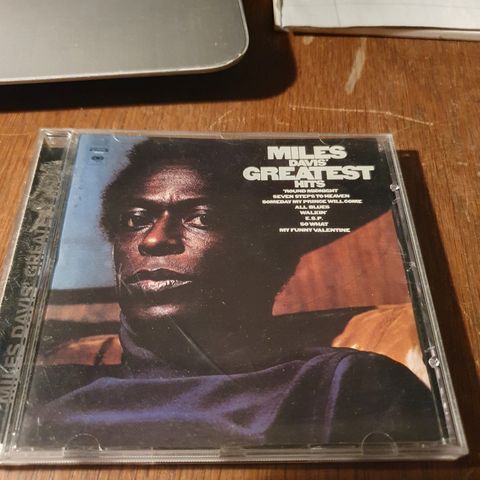 MILES
DAVIS'
GREATEST
HITS
'ROUND MIDNIGHT
SEVEN STEPS TO HEAVEN
SOMEDAY MY PRINCE WILL COME
ALL BLUES
WALKIN'
E.S.P.
SO WHAT
MY FUNNY VALENTINE
MILES DAVIS GREATEST